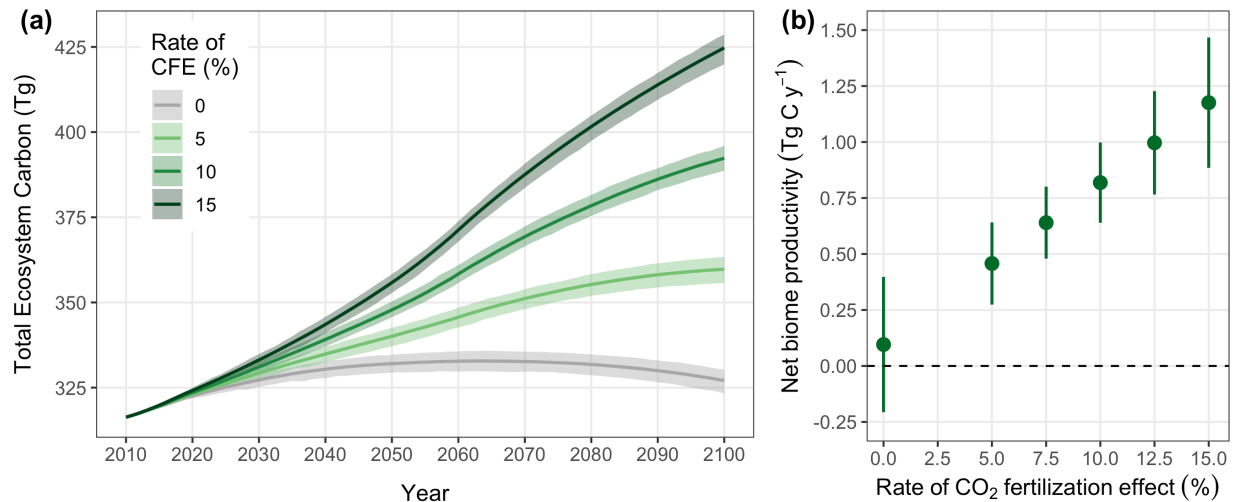 (a)
Total Ecosystem Carbon (Tg)
425
400
375
350
325
Rate of
CFE (%)
0
5
10
15
2010 2020 2030 2040 2050 2060 2070 2080 2090 2100
Year
(b)
Net biome productivity (Tg C y⁻¹)
1.50
1.25
1.00
0.75
0.50
0.25
0.00
-0.25
0.0 2.5 5.0 7.5 10.0 12.5 15.0
Rate of CO₂ fertilization effect (%)